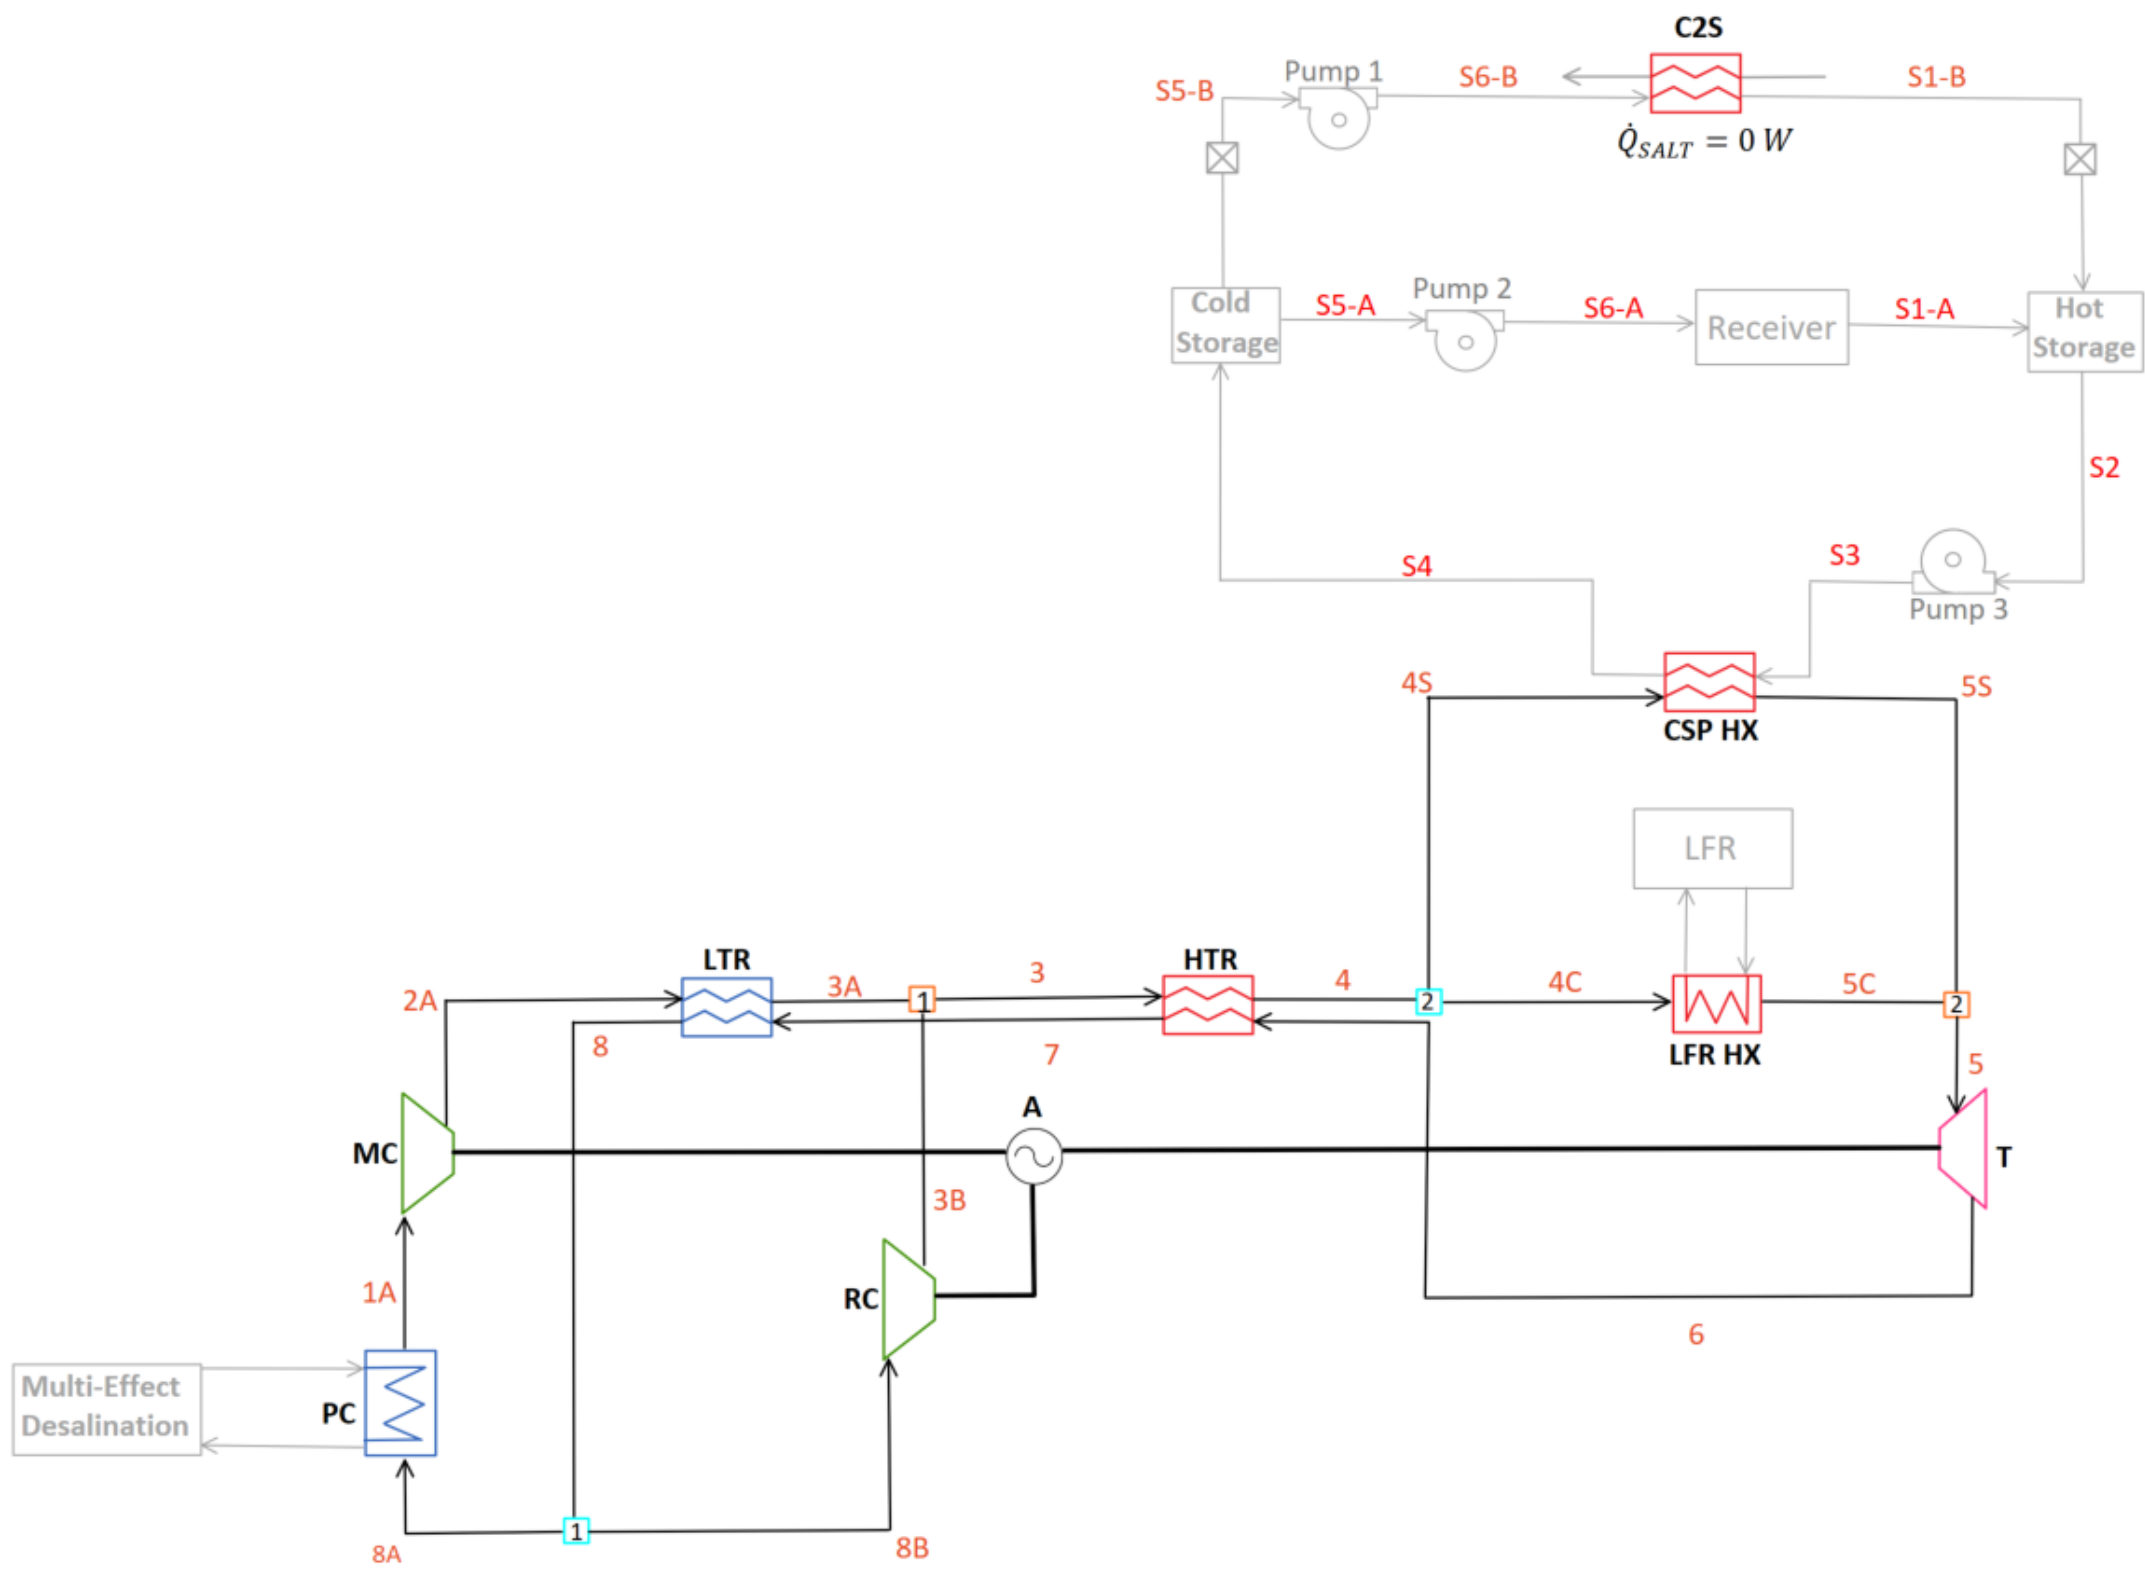 C2S
Pump 1
S5-B
S6-B
S1-B
Q̇SALT = 0 W
Cold
Storage
S5-A
Pump 2
S6-A
Receiver
S1-A
Hot
Storage
S2
S4
S3
Pump 3
4S
5S
CSP HX
LFR
LTR
HTR
2A
3A
1
3
4
2
4C
5C
2
8
7
LFR HX
5
A
MC
T
3B
1A
RC
6
Multi-Effect
Desalination
PC
1
8A
8B